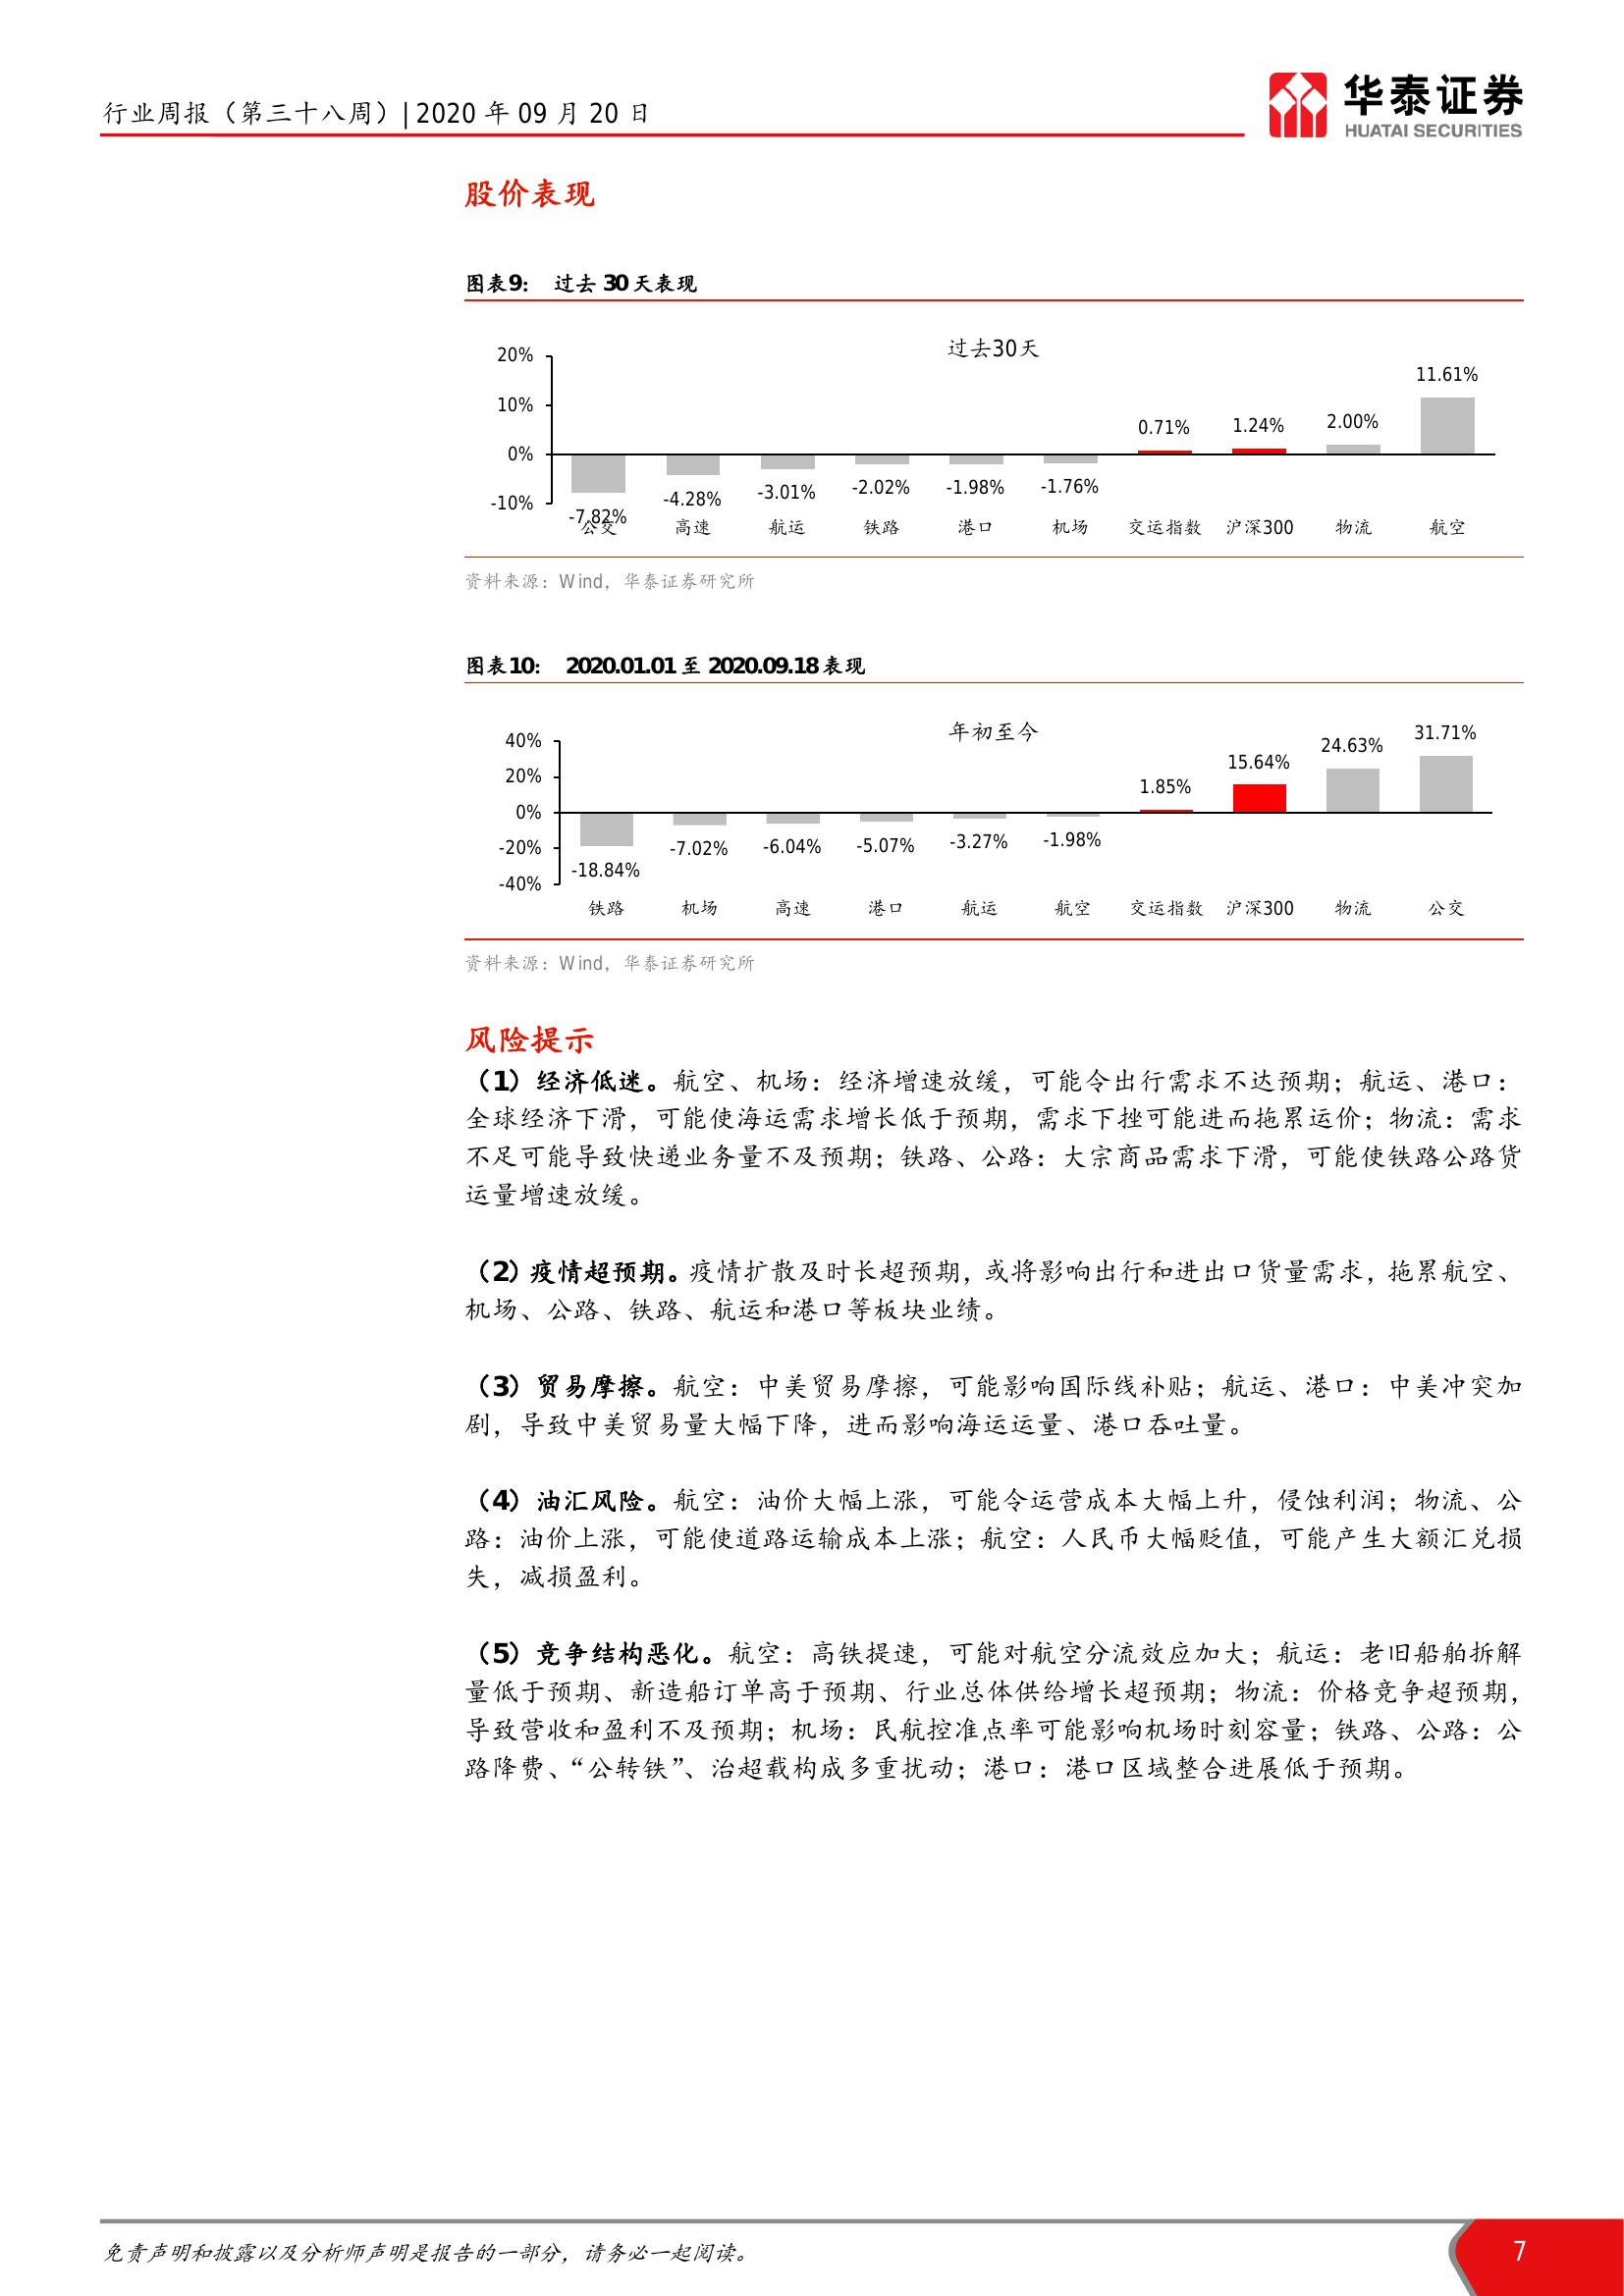 行业周报（第三十八周）| 2020 年 09 月 20 日
华泰证券
HUATAI SECURITIES
股价表现
图表9： 过去 30 天表现
过去30天
20%
10%
0%
-10%
-7.82%
-4.28%
-3.01%
-2.02%
-1.98%
-1.76%
0.71%
1.24%
2.00%
11.61%
公交 高速 航运 铁路 港口 机场 交运指数 沪深300 物流 航空
资料来源：Wind，华泰证券研究所
图表10： 2020.01.01 至 2020.09.18 表现
年初至今
40%
20%
0%
-20%
-40%
-18.84%
-7.02%
-6.04%
-5.07%
-3.27%
-1.98%
1.85%
15.64%
24.63%
31.71%
铁路 机场 高速 港口 航运 航空 交运指数 沪深300 物流 公交
资料来源：Wind，华泰证券研究所
风险提示
（1）经济低迷。航空、机场：经济增速放缓，可能令出行需求不达预期；航运、港口：
全球经济下滑，可能使海运需求增长低于预期，需求下挫可能进而拖累运价；物流：需求
不足可能导致快递业务量不及预期；铁路、公路：大宗商品需求下滑，可能使铁路公路货
运量增速放缓。
（2）疫情超预期。疫情扩散及时长超预期，或将影响出行和进出口货量需求，拖累航空、
机场、公路、铁路、航运和港口等板块业绩。
（3）贸易摩擦。航空：中美贸易摩擦，可能影响国际线补贴；航运、港口：中美冲突加
剧，导致中美贸易量大幅下降，进而影响海运运量、港口吞吐量。
（4）油汇风险。航空：油价大幅上涨，可能令运营成本大幅上升，侵蚀利润；物流、公
路：油价上涨，可能使道路运输成本上涨；航空：人民币大幅贬值，可能产生大额汇兑损
失，减损盈利。
（5）竞争结构恶化。航空：高铁提速，可能对航空分流效应加大；航运：老旧船舶拆解
量低于预期、新造船订单高于预期、行业总体供给增长超预期；物流：价格竞争超预期，
导致营收和盈利不及预期；机场：民航控准点率可能影响机场时刻容量；铁路、公路：公
路降费、“公转铁”、治超载构成多重扰动；港口：港口区域整合进展低于预期。
免责声明和披露以及分析师声明是报告的一部分，请务必一起阅读。
7